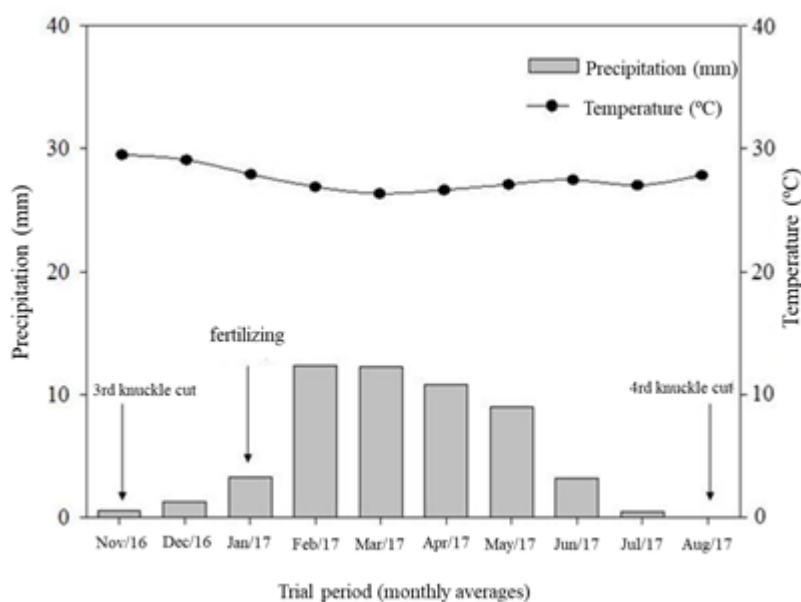 40
30
20
10
0
Precipitation (mm)
Precipitation (mm)
Temperature (ºC)
40
30
20
10
0
Temperature (ºC)
fertilizing
3rd knuckle cut
4rd knuckle cut
Nov/16 Dec/16 Jan/17 Feb/17 Mar/17 Apr/17 May/17 Jun/17 Jul/17 Aug/17
Trial period (monthly averages)